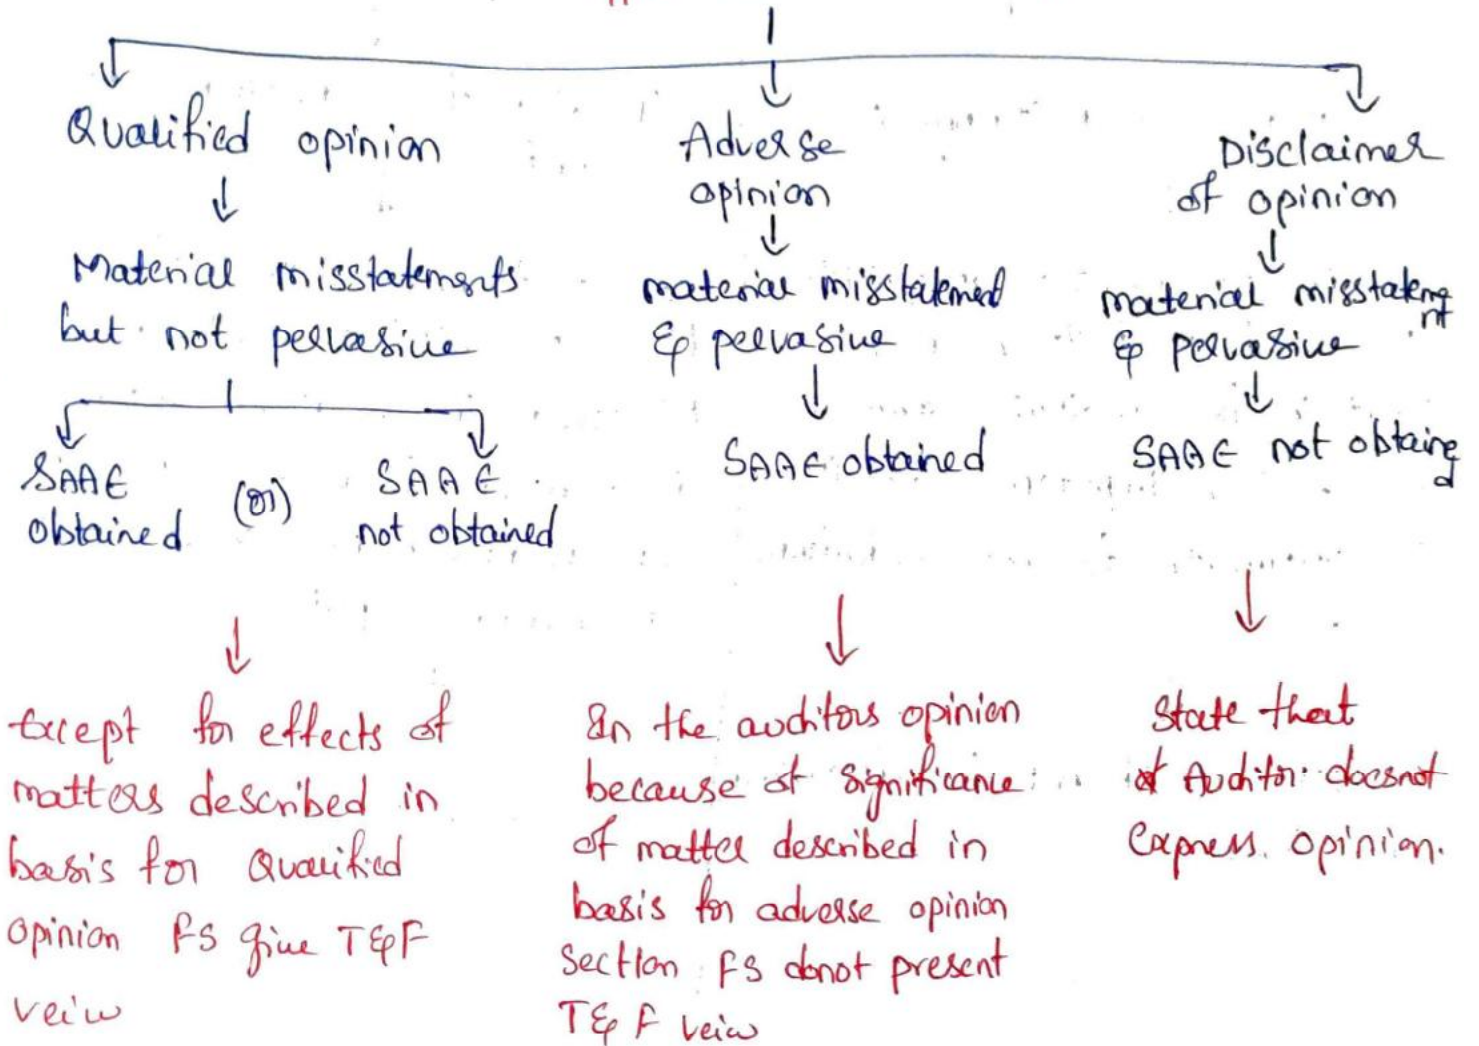 Qualified opinion
Material misstatements
but not pervasive
SAAE
obtained
(or)
SAAE
not obtained
Except for effects of
matters described in
basis for Qualified
opinion FS give T&F
veiw
Adverse
opinion
material misstatement
& pervasive
SAAE obtained
In the auditors opinion
because of significance
of matter described in
basis for adverse opinion
section FS donot present
T&F veiw
Disclaimer
of opinion
material misstatement
& pervasive
SAAE not obtained
State that
Auditor doesnot
express opinion.